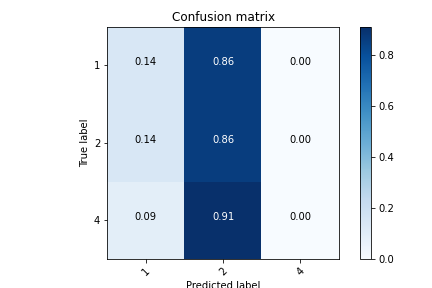 Confusion matrix
0.8
1 0.14 0.86 0.00
0.6
True label
2 0.14 0.86 0.00
0.4
0.2
4 0.09 0.91 0.00
0.0
1 2 4
Predicted label